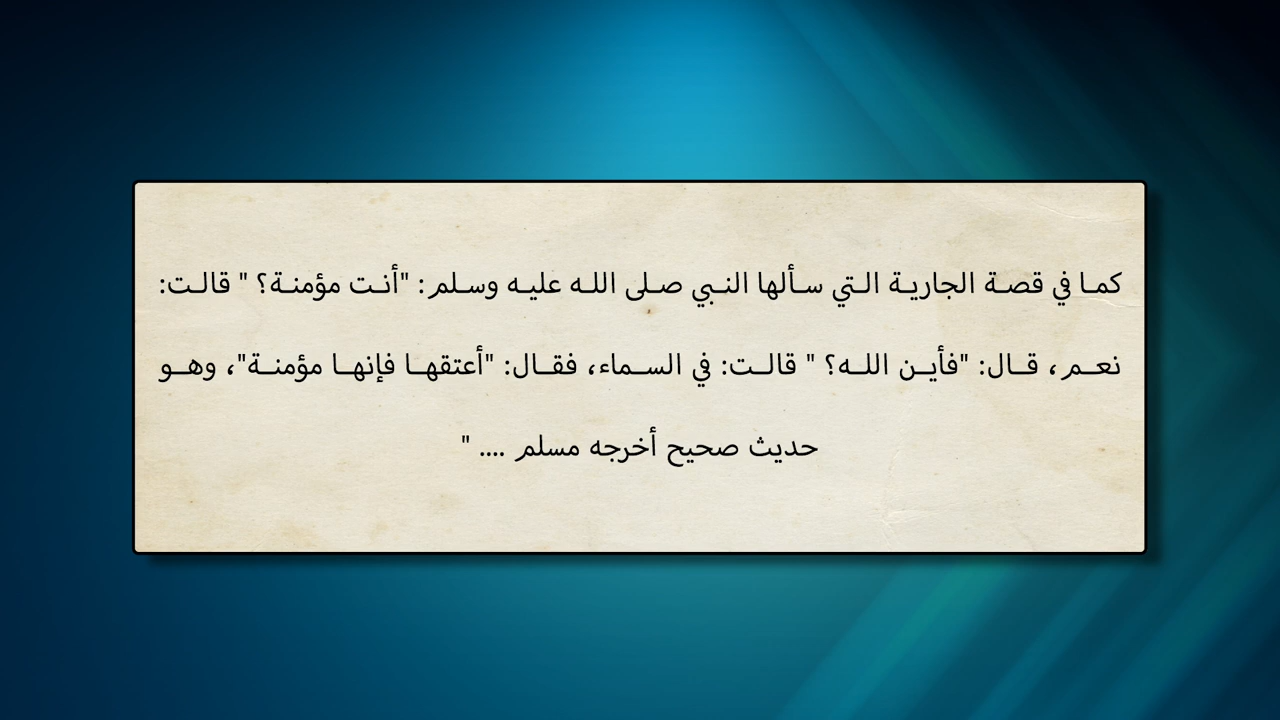 كما في قصة الجارية التي سألها النبي صلى الله عليه وسلم: "أنت مؤمنة؟ " قالت:
نعم، قال: "فأين الله؟ " قالت: في السماء، فقال: "أعتقها فإنها مؤمنة"، وهو
حديث صحيح أخرجه مسلم .... "